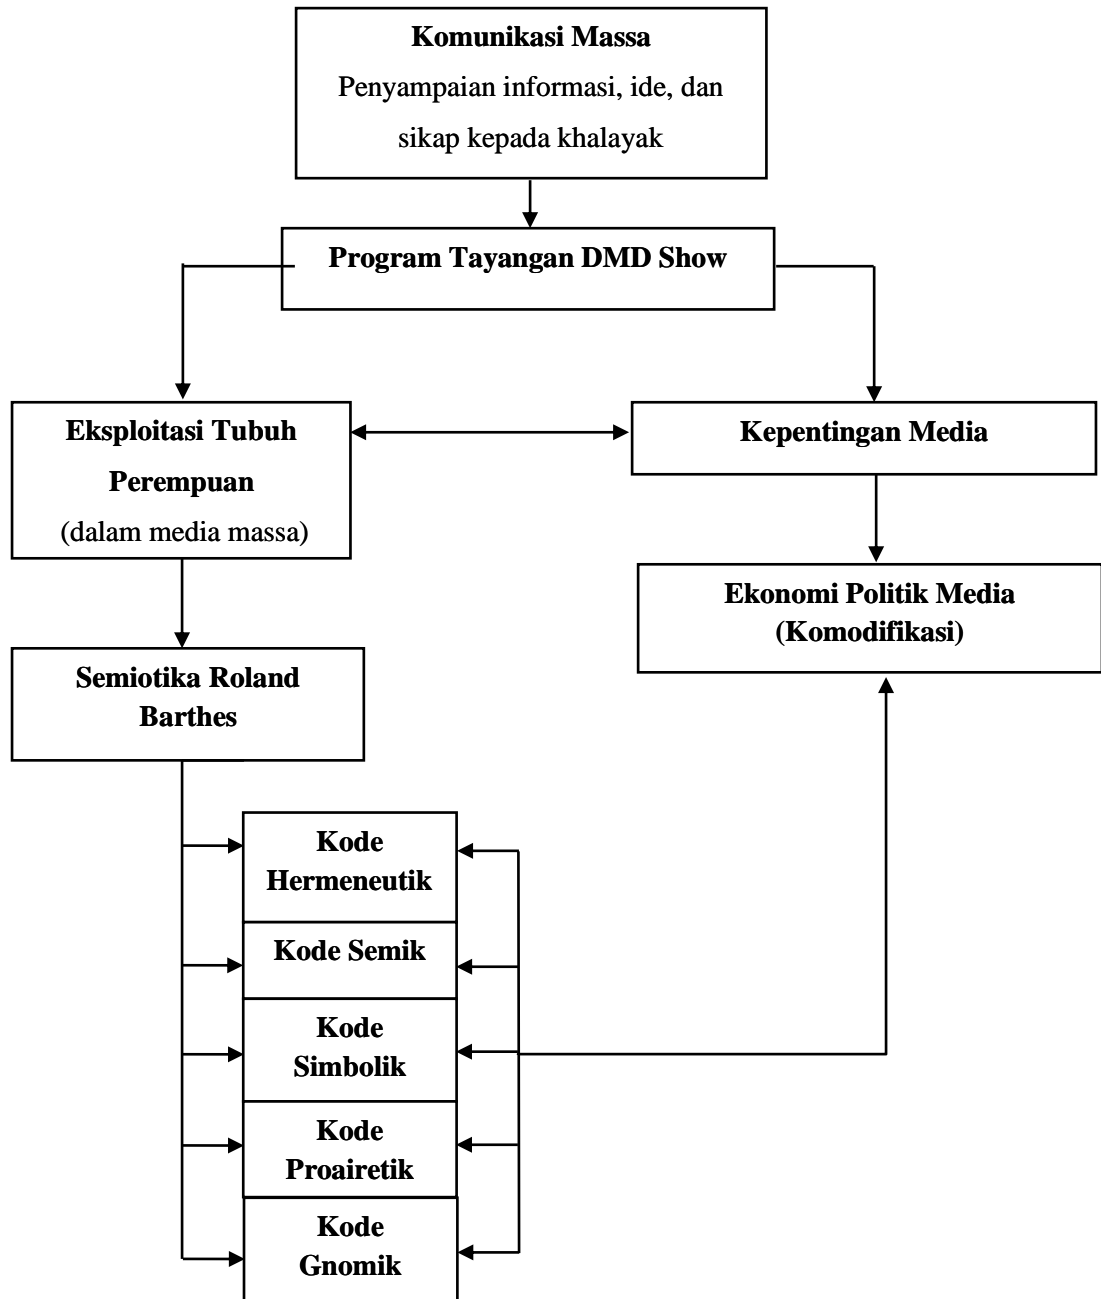 Komunikasi Massa
Penyampaian informasi, ide, dan
sikap kepada khalayak
Program Tayangan DMD Show
Eksploitasi Tubuh
Perempuan
(dalam media massa)
Kepentingan Media
Ekonomi Politik Media
(Komodifikasi)
Semiotika Roland
Barthes
Kode
Hermeneutik
Kode Semik
Kode
Simbolik
Kode
Proairetik
Kode
Gnomik